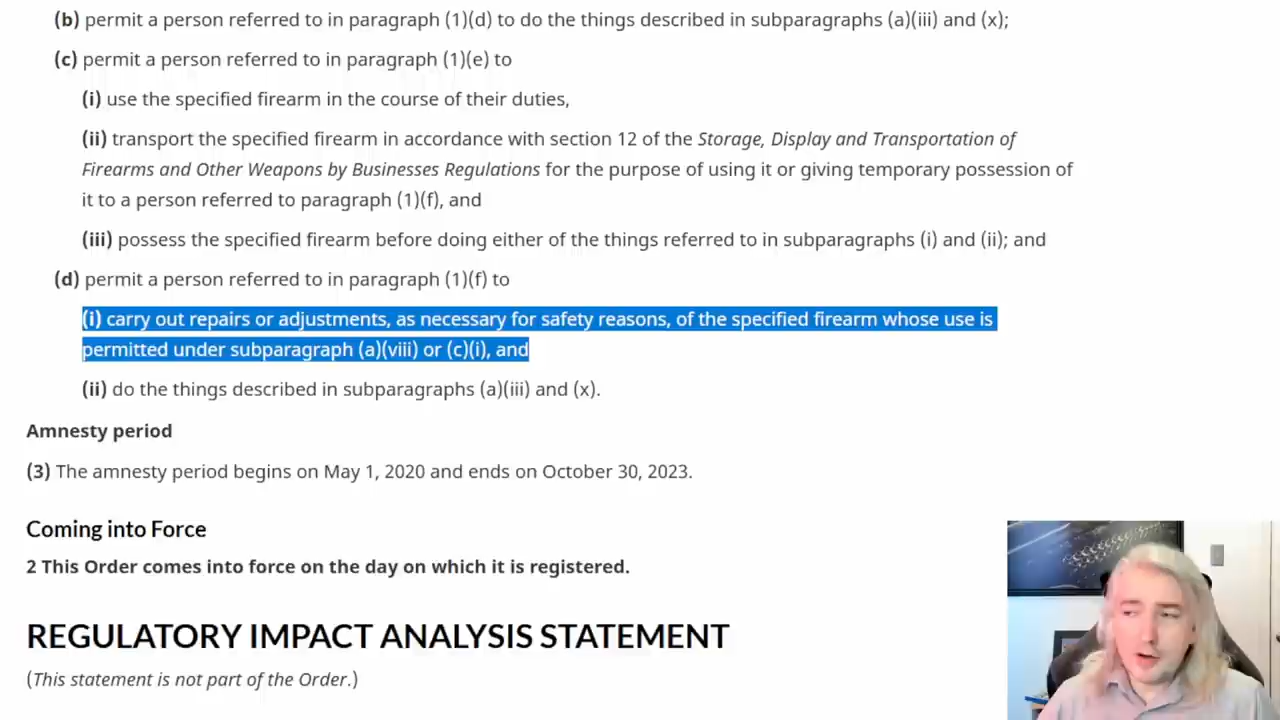 (b) permit a person referred to in paragraph (1)(d) to do the things described in subparagraphs (a)(iii) and (x);
(c) permit a person referred to in paragraph (1)(e) to
(i) use the specified firearm in the course of their duties,
(ii) transport the specified firearm in accordance with section 12 of the Storage, Display and Transportation of
Firearms and Other Weapons by Businesses Regulations for the purpose of using it or giving temporary possession of
it to a person referred to paragraph (1)(f), and
(iii) possess the specified firearm before doing either of the things referred to in subparagraphs (i) and (ii); and
(d) permit a person referred to in paragraph (1)(f) to
(i) carry out repairs or adjustments, as necessary for safety reasons, of the specified firearm whose use is
permitted under subparagraph (a)(viii) or (c)(i), and
(ii) do the things described in subparagraphs (a)(iii) and (x).
Amnesty period
(3) The amnesty period begins on May 1, 2020 and ends on October 30, 2023.
Coming into Force
2 This Order comes into force on the day on which it is registered.
REGULATORY IMPACT ANALYSIS STATEMENT
(This statement is not part of the Order.)